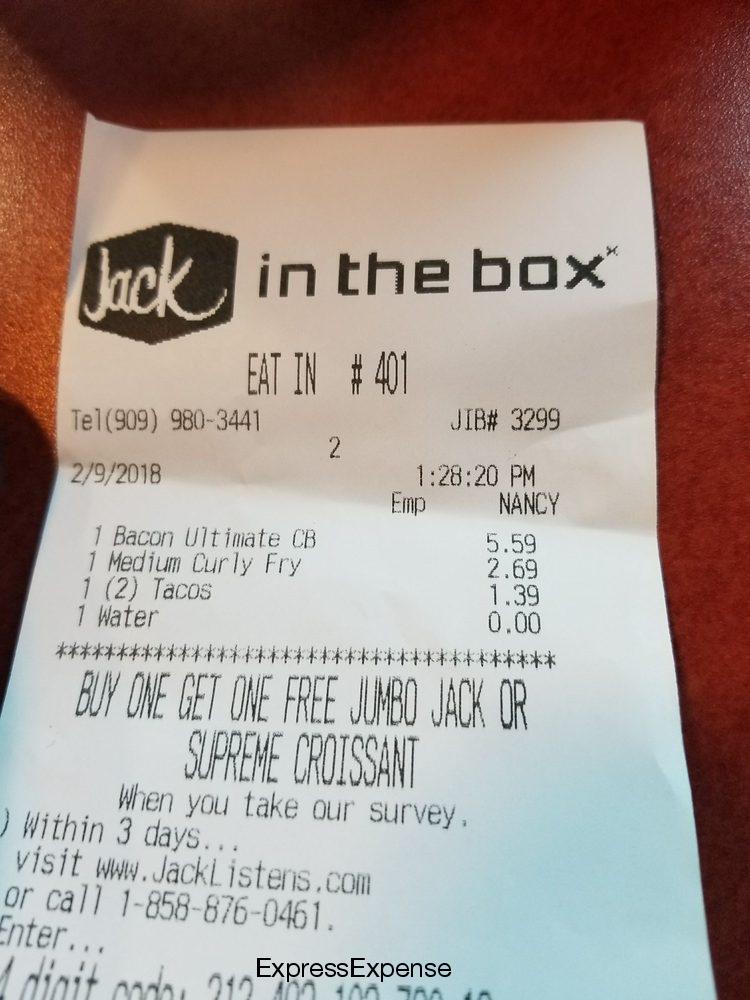 Jack in the box
EAT IN # 401
Tel(909) 980-3441 JIB# 3299
2
2/9/2018 1:28:20 PM
Emp NANCY
1 Bacon Ultimate CB 5.59
1 Medium Curly Fry 2.69
1 (2) Tacos 1.39
1 Water 0.00
*****************************************
BUY ONE GET ONE FREE JUMBO JACK OR
SUPREME CROISSANT
When you take our survey.
) Within 3 days...
visit www.JackListens.com
or call 1-858-876-0461.
Enter...
digit code:
ExpressExpense